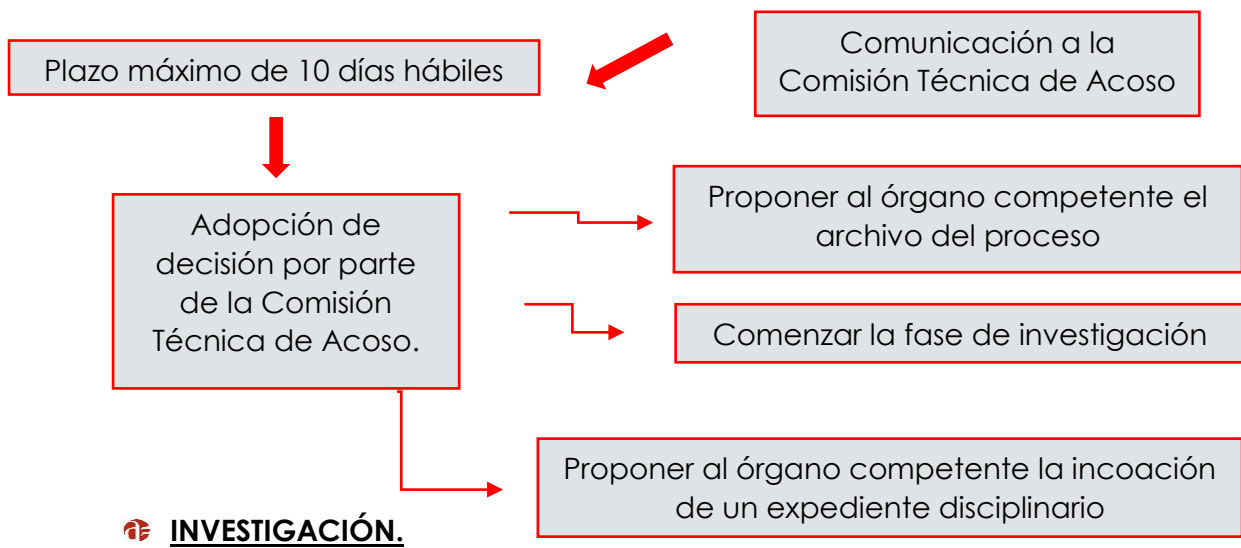 Comunicación a la
Comisión Técnica de Acoso
Plazo máximo de 10 días hábiles
Adopción de
decisión por parte
de la Comisión
Técnica de Acoso.
Proponer al órgano competente el
archivo del proceso
Comenzar la fase de investigación
Proponer al órgano competente la incoación
de un expediente disciplinario
INVESTIGACIÓN.